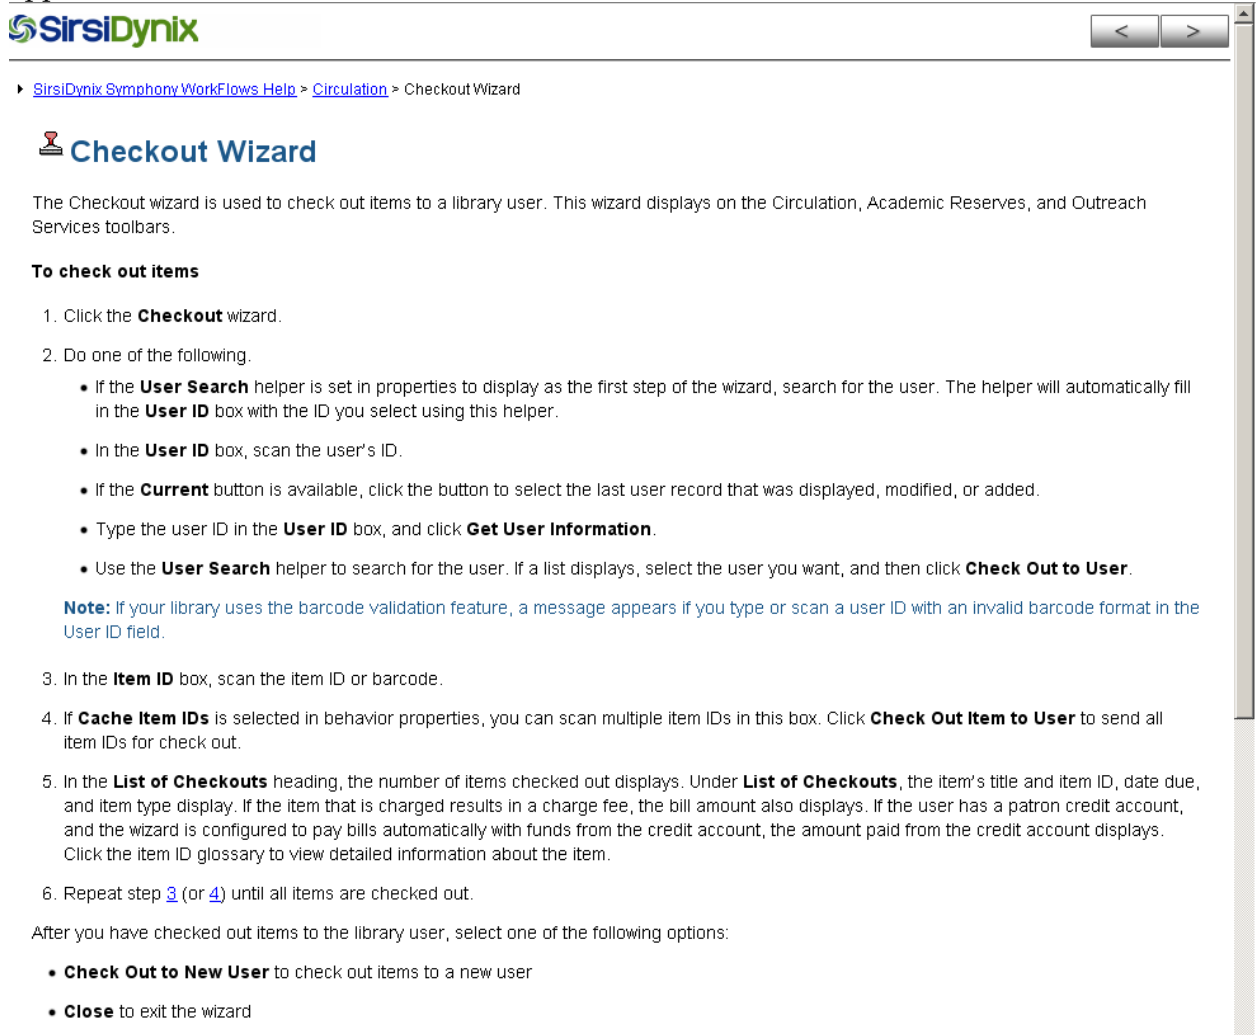 SirsiDynix
< >
SirsiDynix Symphony WorkFlows Help > Circulation > Checkout Wizard
Checkout Wizard
The Checkout wizard is used to check out items to a library user. This wizard displays on the Circulation, Academic Reserves, and Outreach
Services toolbars.
To check out items
1. Click the Checkout wizard.
2. Do one of the following.
• If the User Search helper is set in properties to display as the first step of the wizard, search for the user. The helper will automatically fill
in the User ID box with the ID you select using this helper.
• In the User ID box, scan the user's ID.
• If the Current button is available, click the button to select the last user record that was displayed, modified, or added.
• Type the user ID in the User ID box, and click Get User Information.
• Use the User Search helper to search for the user. If a list displays, select the user you want, and then click Check Out to User.
Note: If your library uses the barcode validation feature, a message appears if you type or scan a user ID with an invalid barcode format in the
User ID field.
3. In the Item ID box, scan the item ID or barcode.
4. If Cache Item IDs is selected in behavior properties, you can scan multiple item IDs in this box. Click Check Out Item to User to send all
item IDs for check out.
5. In the List of Checkouts heading, the number of items checked out displays. Under List of Checkouts, the item's title and item ID, date due,
and item type display. If the item that is charged results in a charge fee, the bill amount also displays. If the user has a patron credit account,
and the wizard is configured to pay bills automatically with funds from the credit account, the amount paid from the credit account displays.
Click the item ID glossary to view detailed information about the item.
6. Repeat step 3 (or 4) until all items are checked out.
After you have checked out items to the library user, select one of the following options:
• Check Out to New User to check out items to a new user
• Close to exit the wizard